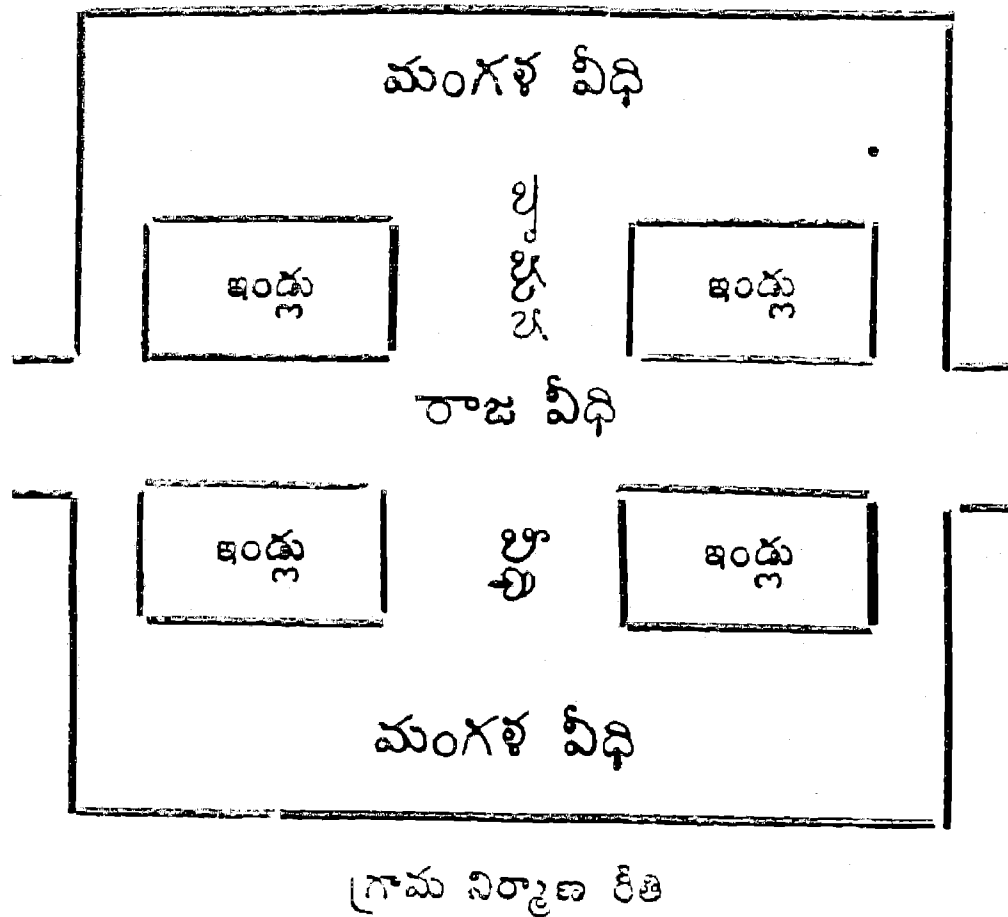 మంగళ వీధి
ఇండ్లు
ఇండ్లు
రాజ వీధి
ఇండ్లు
ఇండ్లు
మంగళ వీధి
గ్రామ నిర్మాణ రీతి